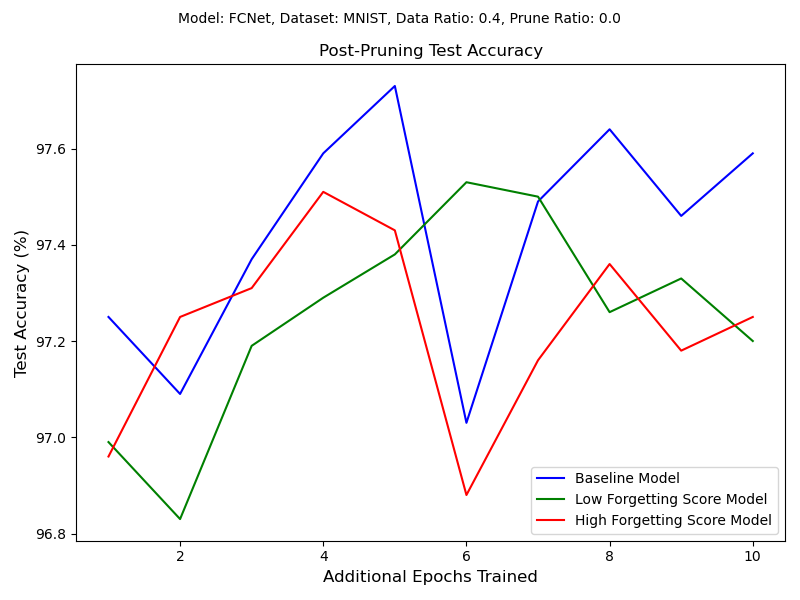 Model: FCNet, Dataset: MNIST, Data Ratio: 0.4, Prune Ratio: 0.0
Post-Pruning Test Accuracy
Test Accuracy (%)
97.6
97.4
97.2
97.0
96.8
Baseline Model
Low Forgetting Score Model
High Forgetting Score Model
2 4 6 8 10
Additional Epochs Trained